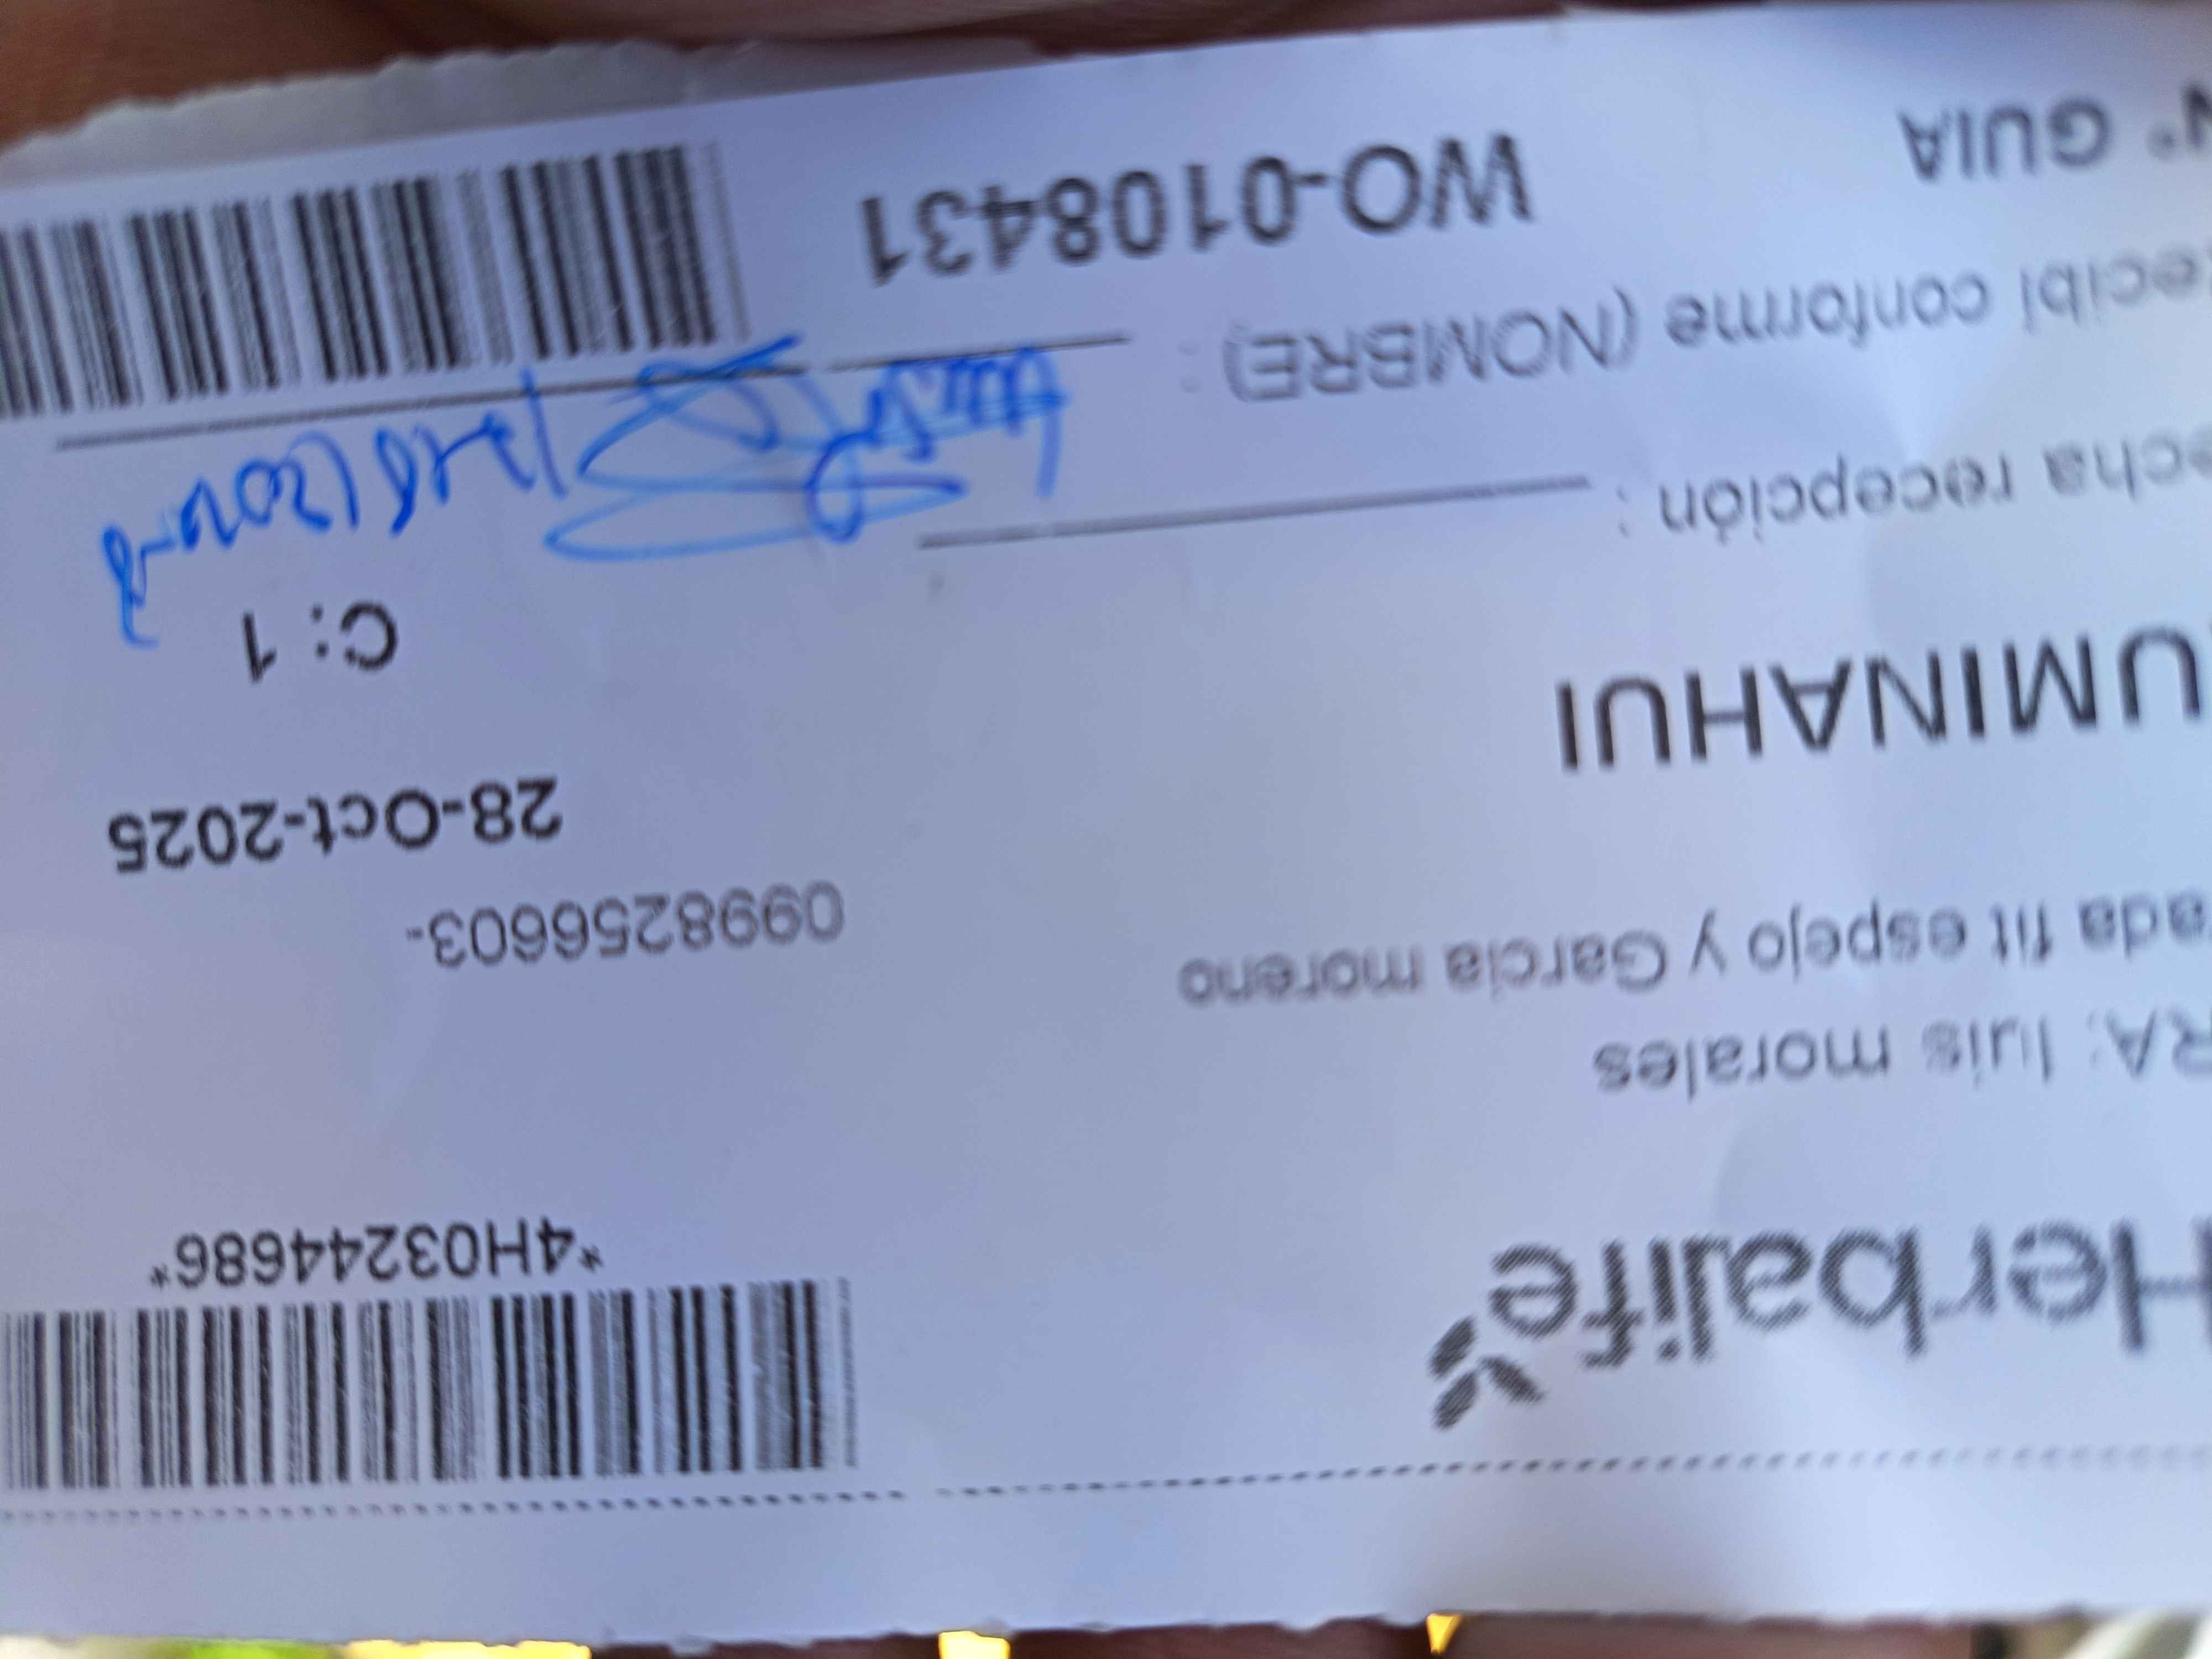 *4H03244686*
Herbalife
RA: luis morales
ada fit espejo y Garcia moreno
0998256603-
28-Oct-2025
UMINAHUI
C: 1
echa recepción :
ecibi conforme (NOMBRE) :
N° GUIA
WO-0108431